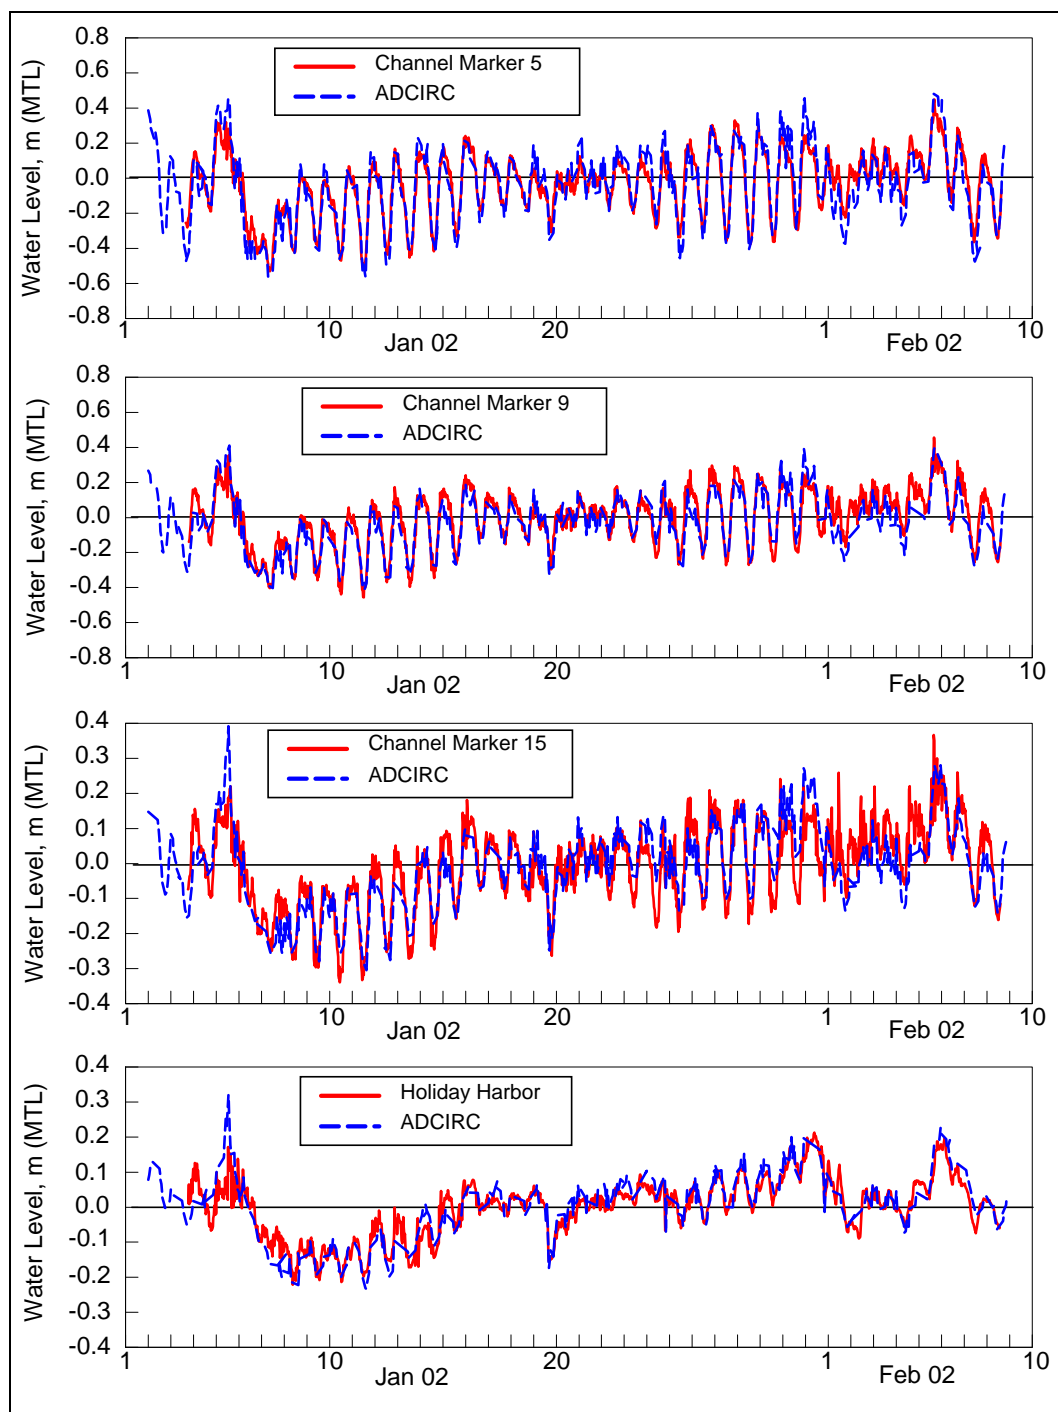 0.8
0.6
0.4
0.2
0.0
-0.2
-0.4
-0.6
-0.8
Water Level, m (MTL)
Channel Marker 5
ADCIRC
1
10
20
1
10
Jan 02
Feb 02
0.8
0.6
0.4
0.2
0.0
-0.2
-0.4
-0.6
-0.8
Water Level, m (MTL)
Channel Marker 9
ADCIRC
1
10
20
1
10
Jan 02
Feb 02
0.4
0.3
0.2
0.1
0.0
-0.1
-0.2
-0.3
-0.4
Water Level, m (MTL)
Channel Marker 15
ADCIRC
1
10
20
1
10
Jan 02
Feb 02
0.4
0.3
0.2
0.1
0.0
-0.1
-0.2
-0.3
-0.4
Water Level, m (MTL)
Holiday Harbor
ADCIRC
1
10
20
1
10
Jan 02
Feb 02